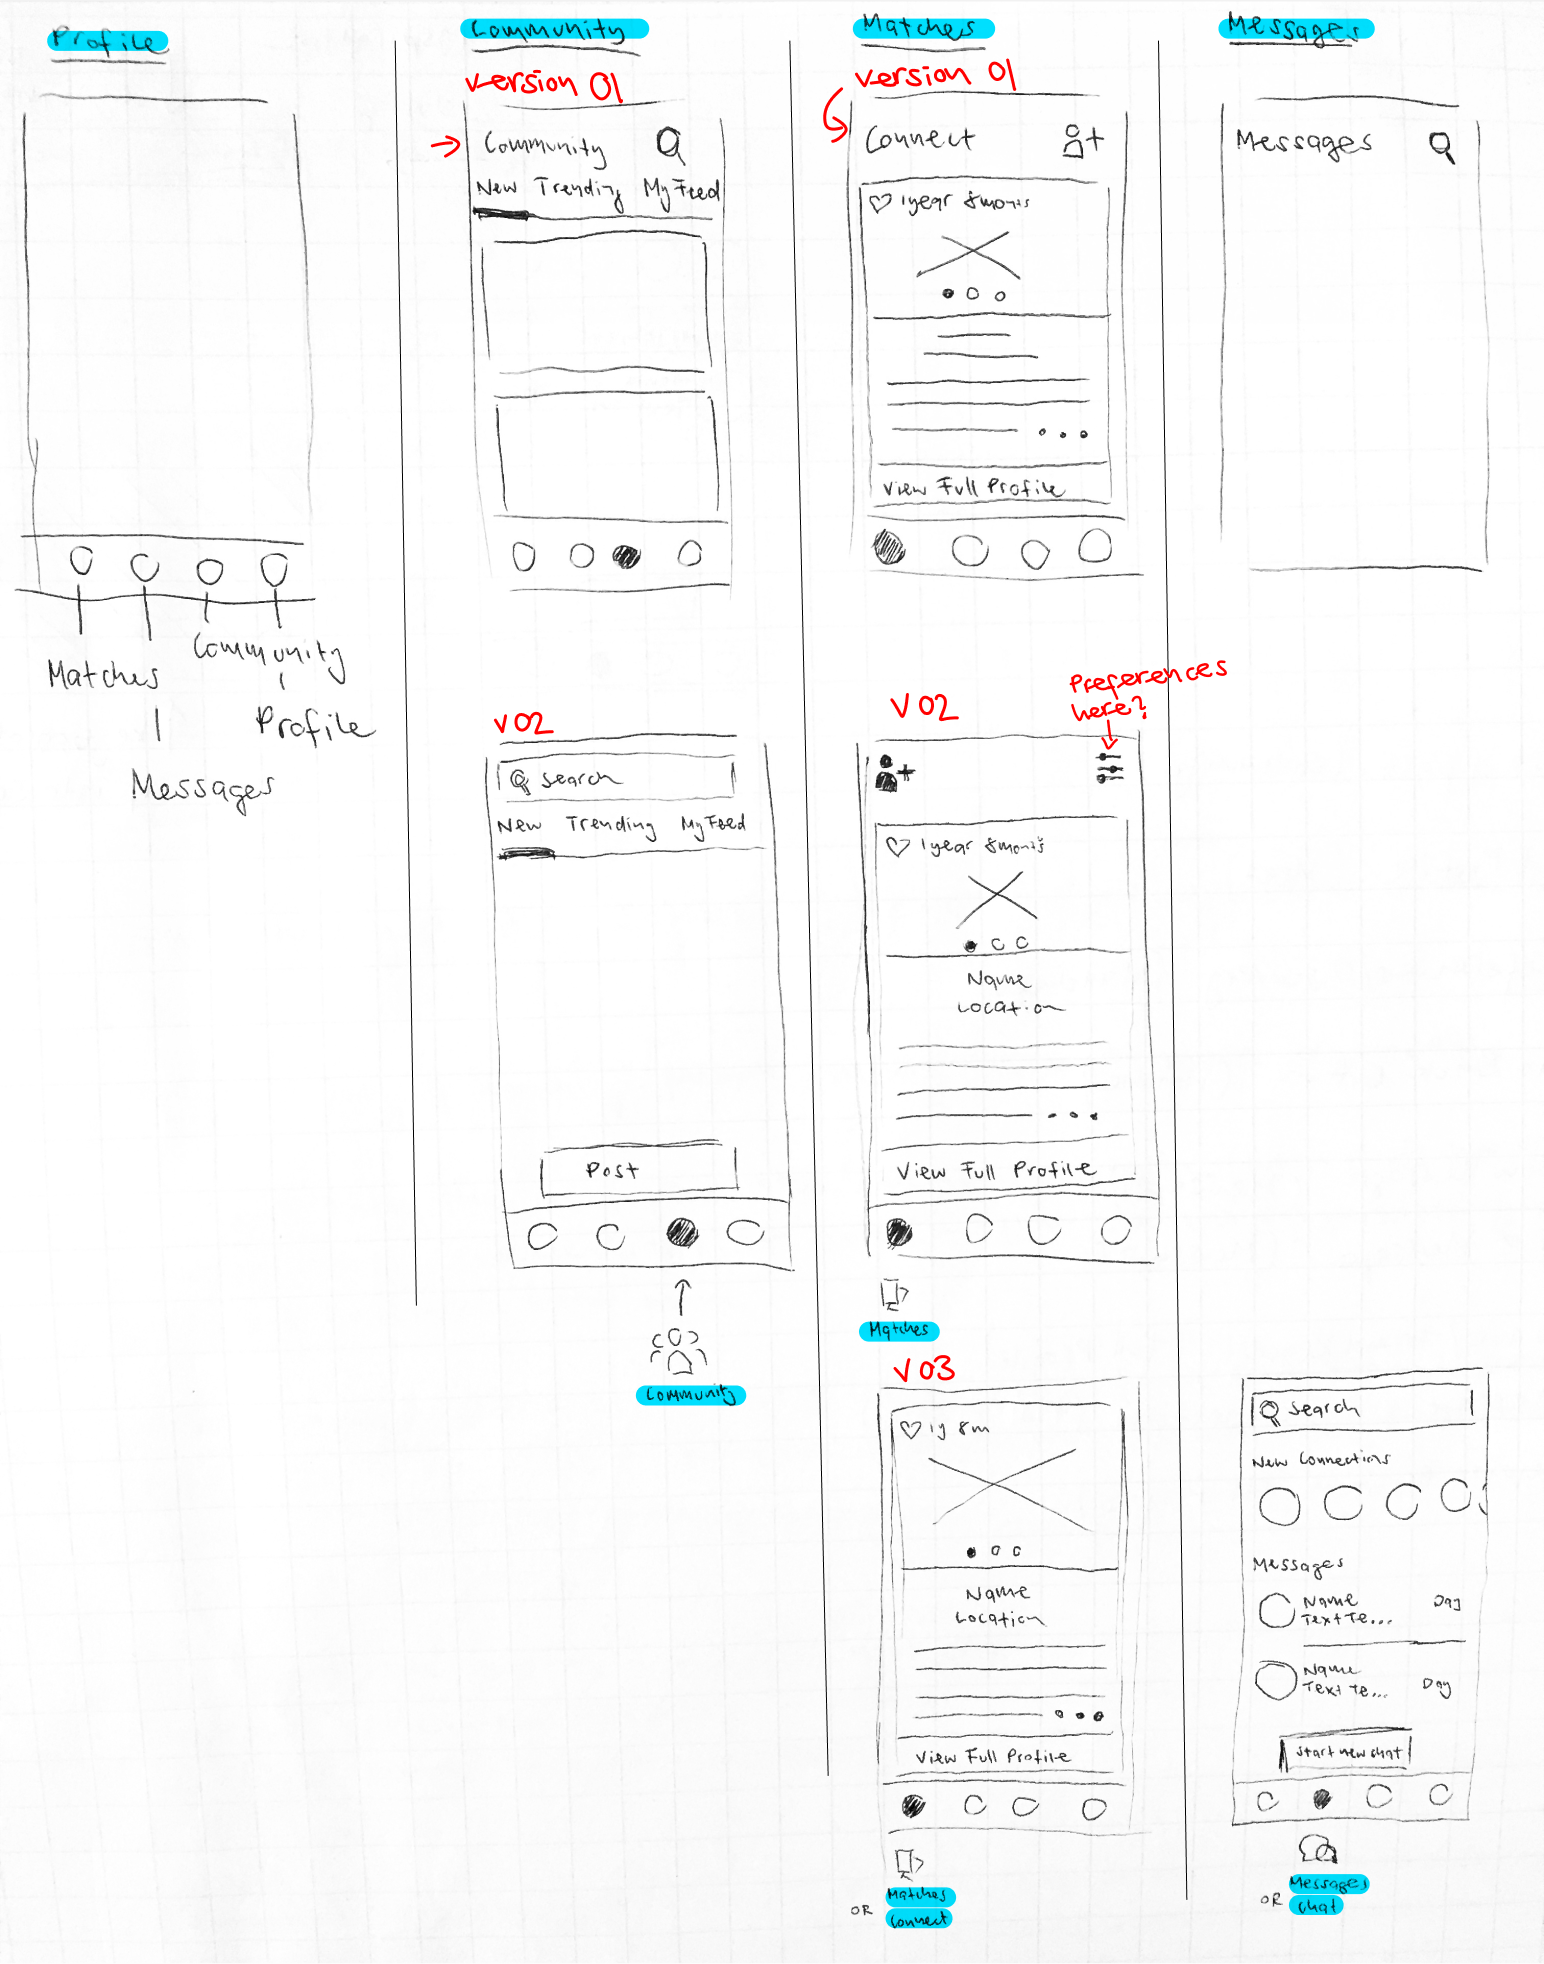 Profile
Matches
Community
Profile
Messages
Community
Version 01
Community
New Trending My Feed
V02
Search
New Trending My Feed
Post
Community
Matches
Version 01
Connect
1year 8monts
View Full Profile
V02
Preferences
here?
1year 8monts
Name
Location
View Full Profile
Matches
V03
1y 8m
Name
Location
View Full Profile
Matches
OR Connect
Messages
Messages
Search
New Connections
Messages
Name Day
Text Te...
Name Day
Text Te...
Start new chat
Messages
OR Chat